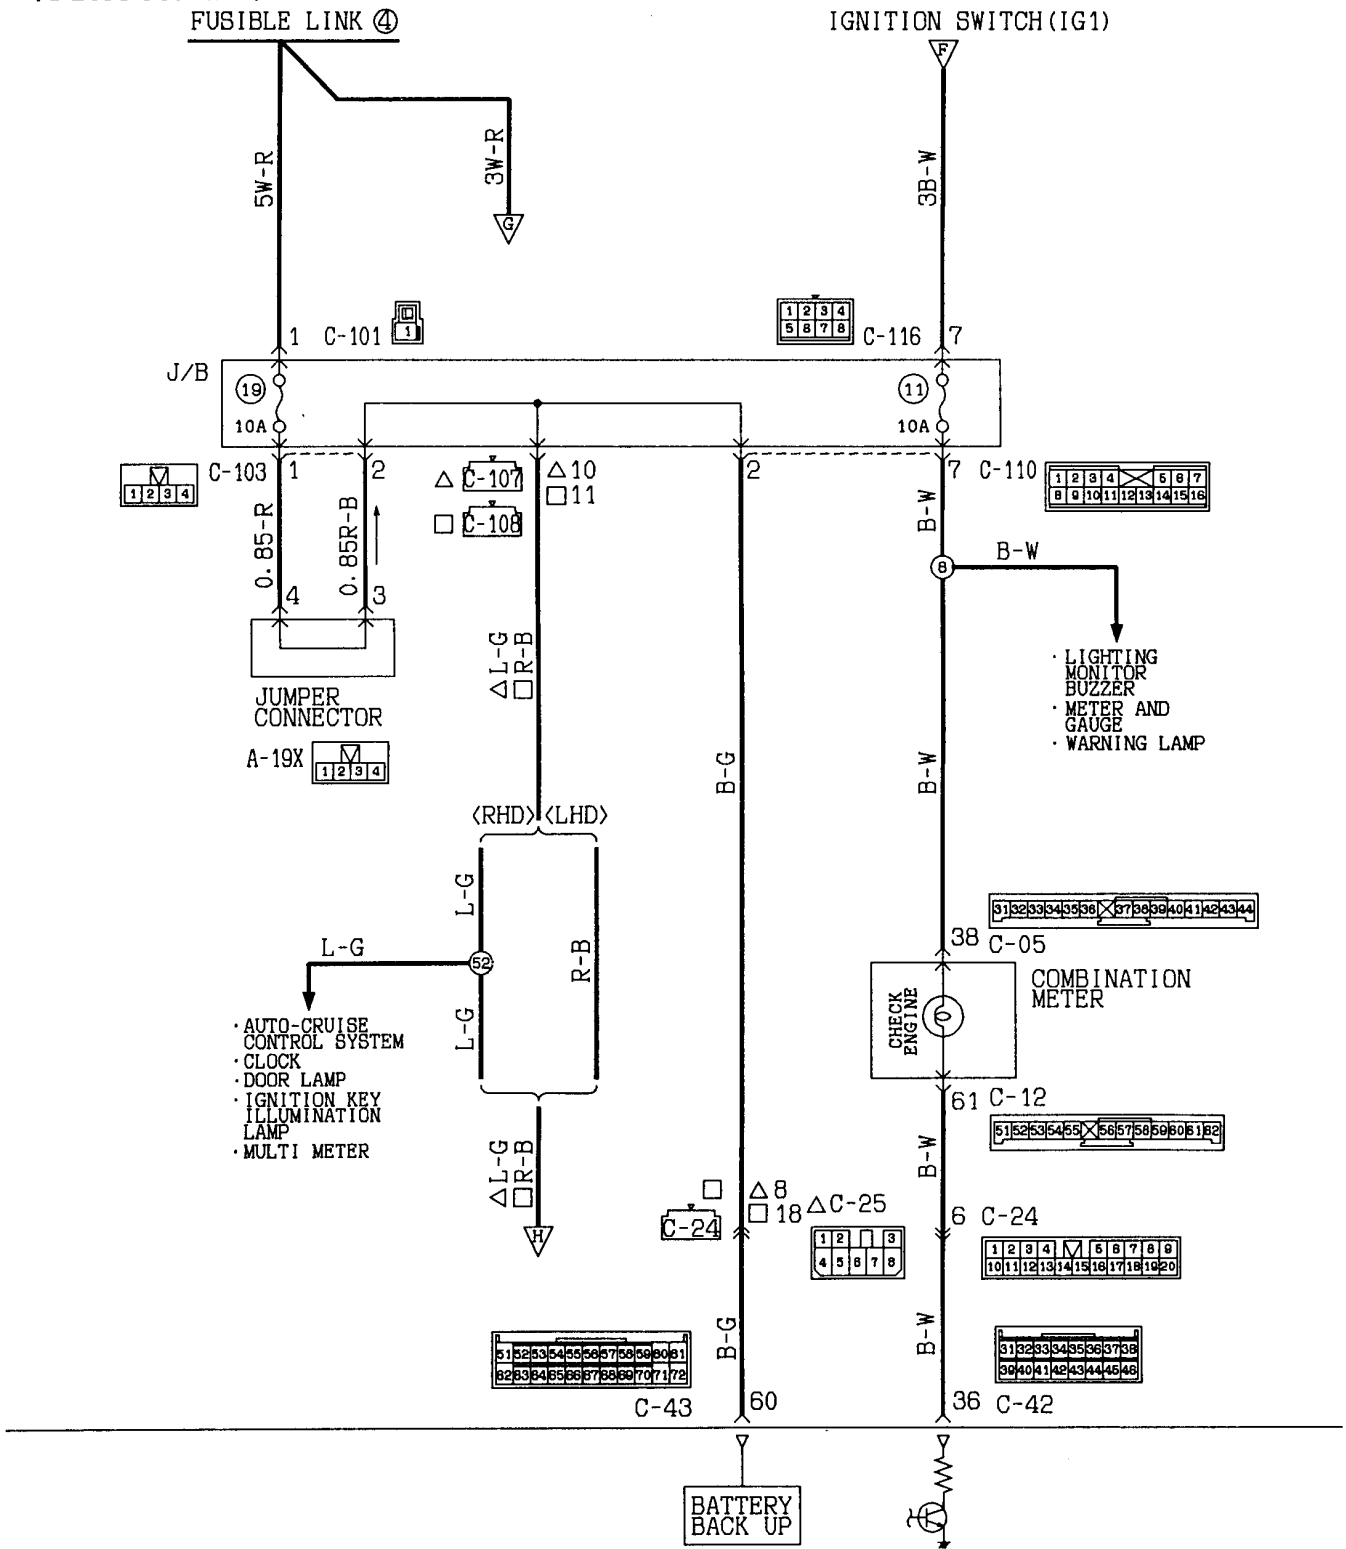 FUSIBLE LINK ④
IGNITION SWITCH(IG1)
F
5W-R
3W-R
3B-W
G
1 C-101
1
1 2 3 4
5 6 7 8
C-116 7
J/B
19
10A
11
10A
C-103 1 2
1 2 3 4
△ C-107 △10
□ C-108 □11
2
7 C-110
1 2 3 4 5 6 7
8 9 10 11 12 13 14 15 16
0.85-R
0.85R-B
B-W
8
B-W
4 3
· LIGHTING
MONITOR
BUZZER
· METER AND
GAUGE
· WARNING LAMP
JUMPER
CONNECTOR
A-19X
1 2 3 4
△L-G
□R-B
B-G
B-W
<RHD> <LHD>
L-G
R-B
52
L-G
L-G
· AUTO-CRUISE
CONTROL SYSTEM
· CLOCK
· DOOR LAMP
· IGNITION KEY
ILLUMINATION
LAMP
· MULTI METER
31 32 33 34 35 36 37 38 39 40 41 42 43 44
38 C-05
COMBINATION
METER
CHECK
ENGINE
61 C-12
51 52 53 54 55 56 57 58 59 60 61 62
△L-G
□R-B
H
B-W
□ △8
□18
C-24
△C-25
1 2 3
4 5 6 7 8
6 C-24
1 2 3 4 5 6 7 8 9
10 11 12 13 14 15 16 17 18 19 20
B-G
B-W
51 52 53 54 55 56 57 58 59 60 61
62 63 64 65 66 67 68 69 70 71 72
C-43 60
31 32 33 34 35 36 37 38
39 40 41 42 43 44 45 46
36 C-42
BATTERY
BACK UP